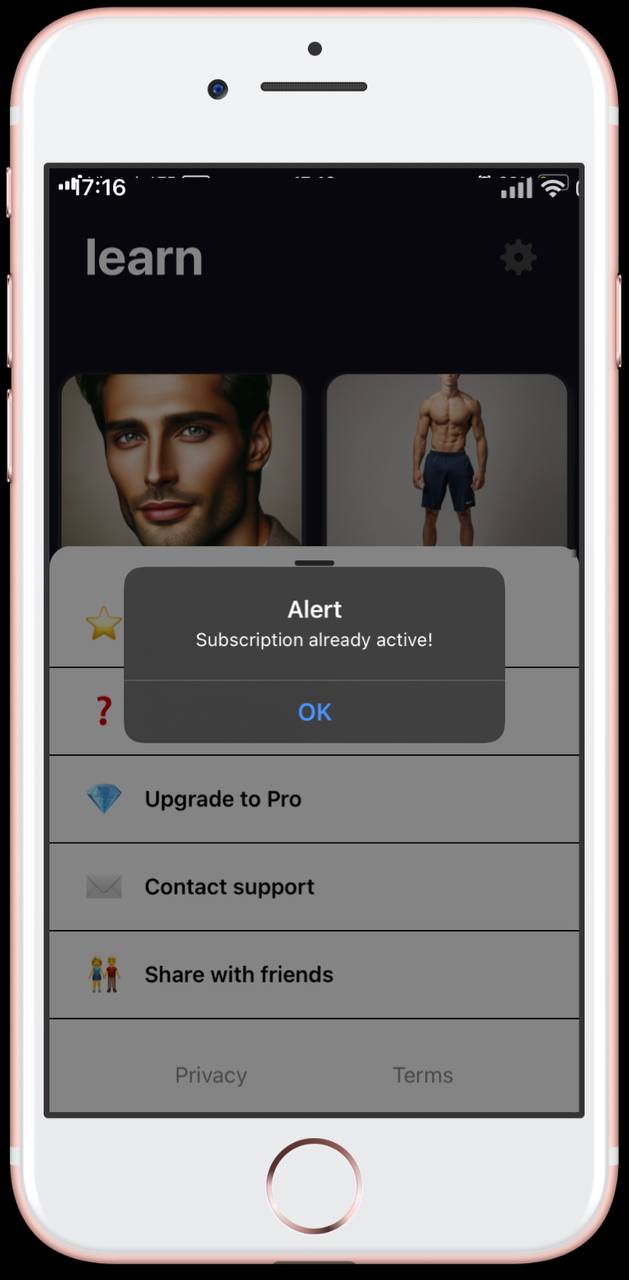 17:16
learn
Alert
Subscription already active!
OK
Upgrade to Pro
Contact support
Share with friends
Privacy
Terms